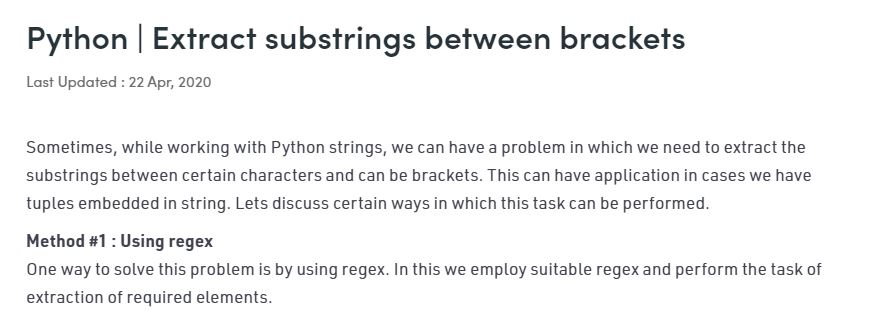 Python | Extract substrings between brackets
Last Updated : 22 Apr, 2020
Sometimes, while working with Python strings, we can have a problem in which we need to extract the
substrings between certain characters and can be brackets. This can have application in cases we have
tuples embedded in string. Lets discuss certain ways in which this task can be performed.
Method #1 : Using regex
One way to solve this problem is by using regex. In this we employ suitable regex and perform the task of
extraction of required elements.